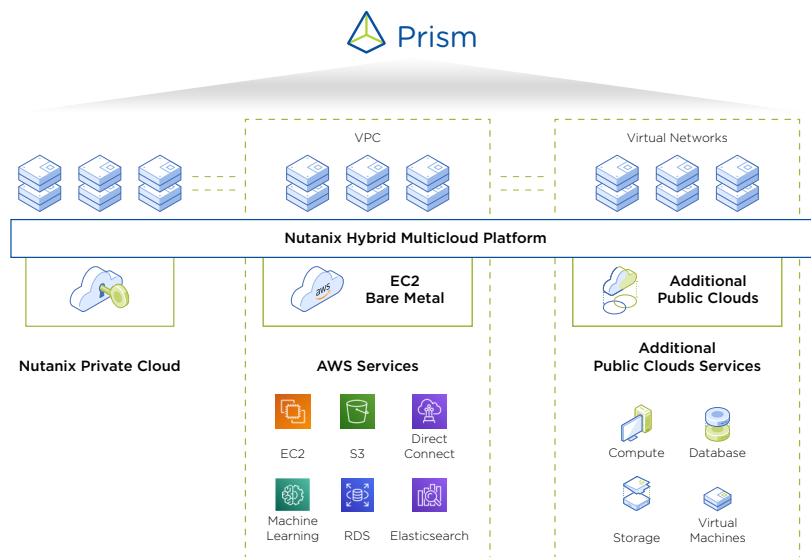 Prism
VPC
Virtual Networks
Nutanix Hybrid Multicloud Platform
aws
EC2
Bare Metal
Additional
Public Clouds
Nutanix Private Cloud
AWS Services
Additional
Public Clouds Services
EC2
S3
Direct
Connect
Compute
Database
Machine
Learning
RDS
Elasticsearch
Storage
Virtual
Machines